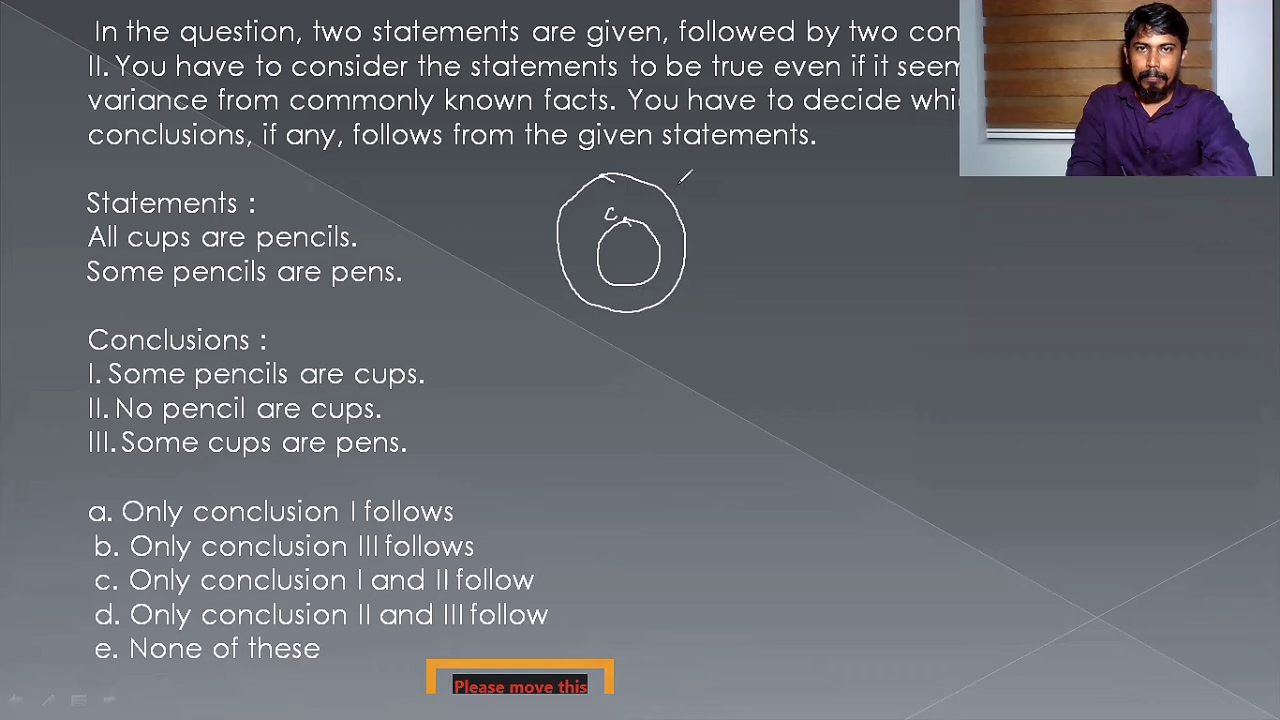 In the question, two statements are given, followed by two con
II. You have to consider the statements to be true even if it seem
variance from commonly known facts. You have to decide whi
conclusions, if any, follows from the given statements.
Statements :
All cups are pencils.
Some pencils are pens.
C
Conclusions :
I. Some pencils are cups.
II. No pencil are cups.
III. Some cups are pens.
a. Only conclusion I follows
b. Only conclusion III follows
c. Only conclusion I and II follow
d. Only conclusion II and III follow
e. None of these
Please move this